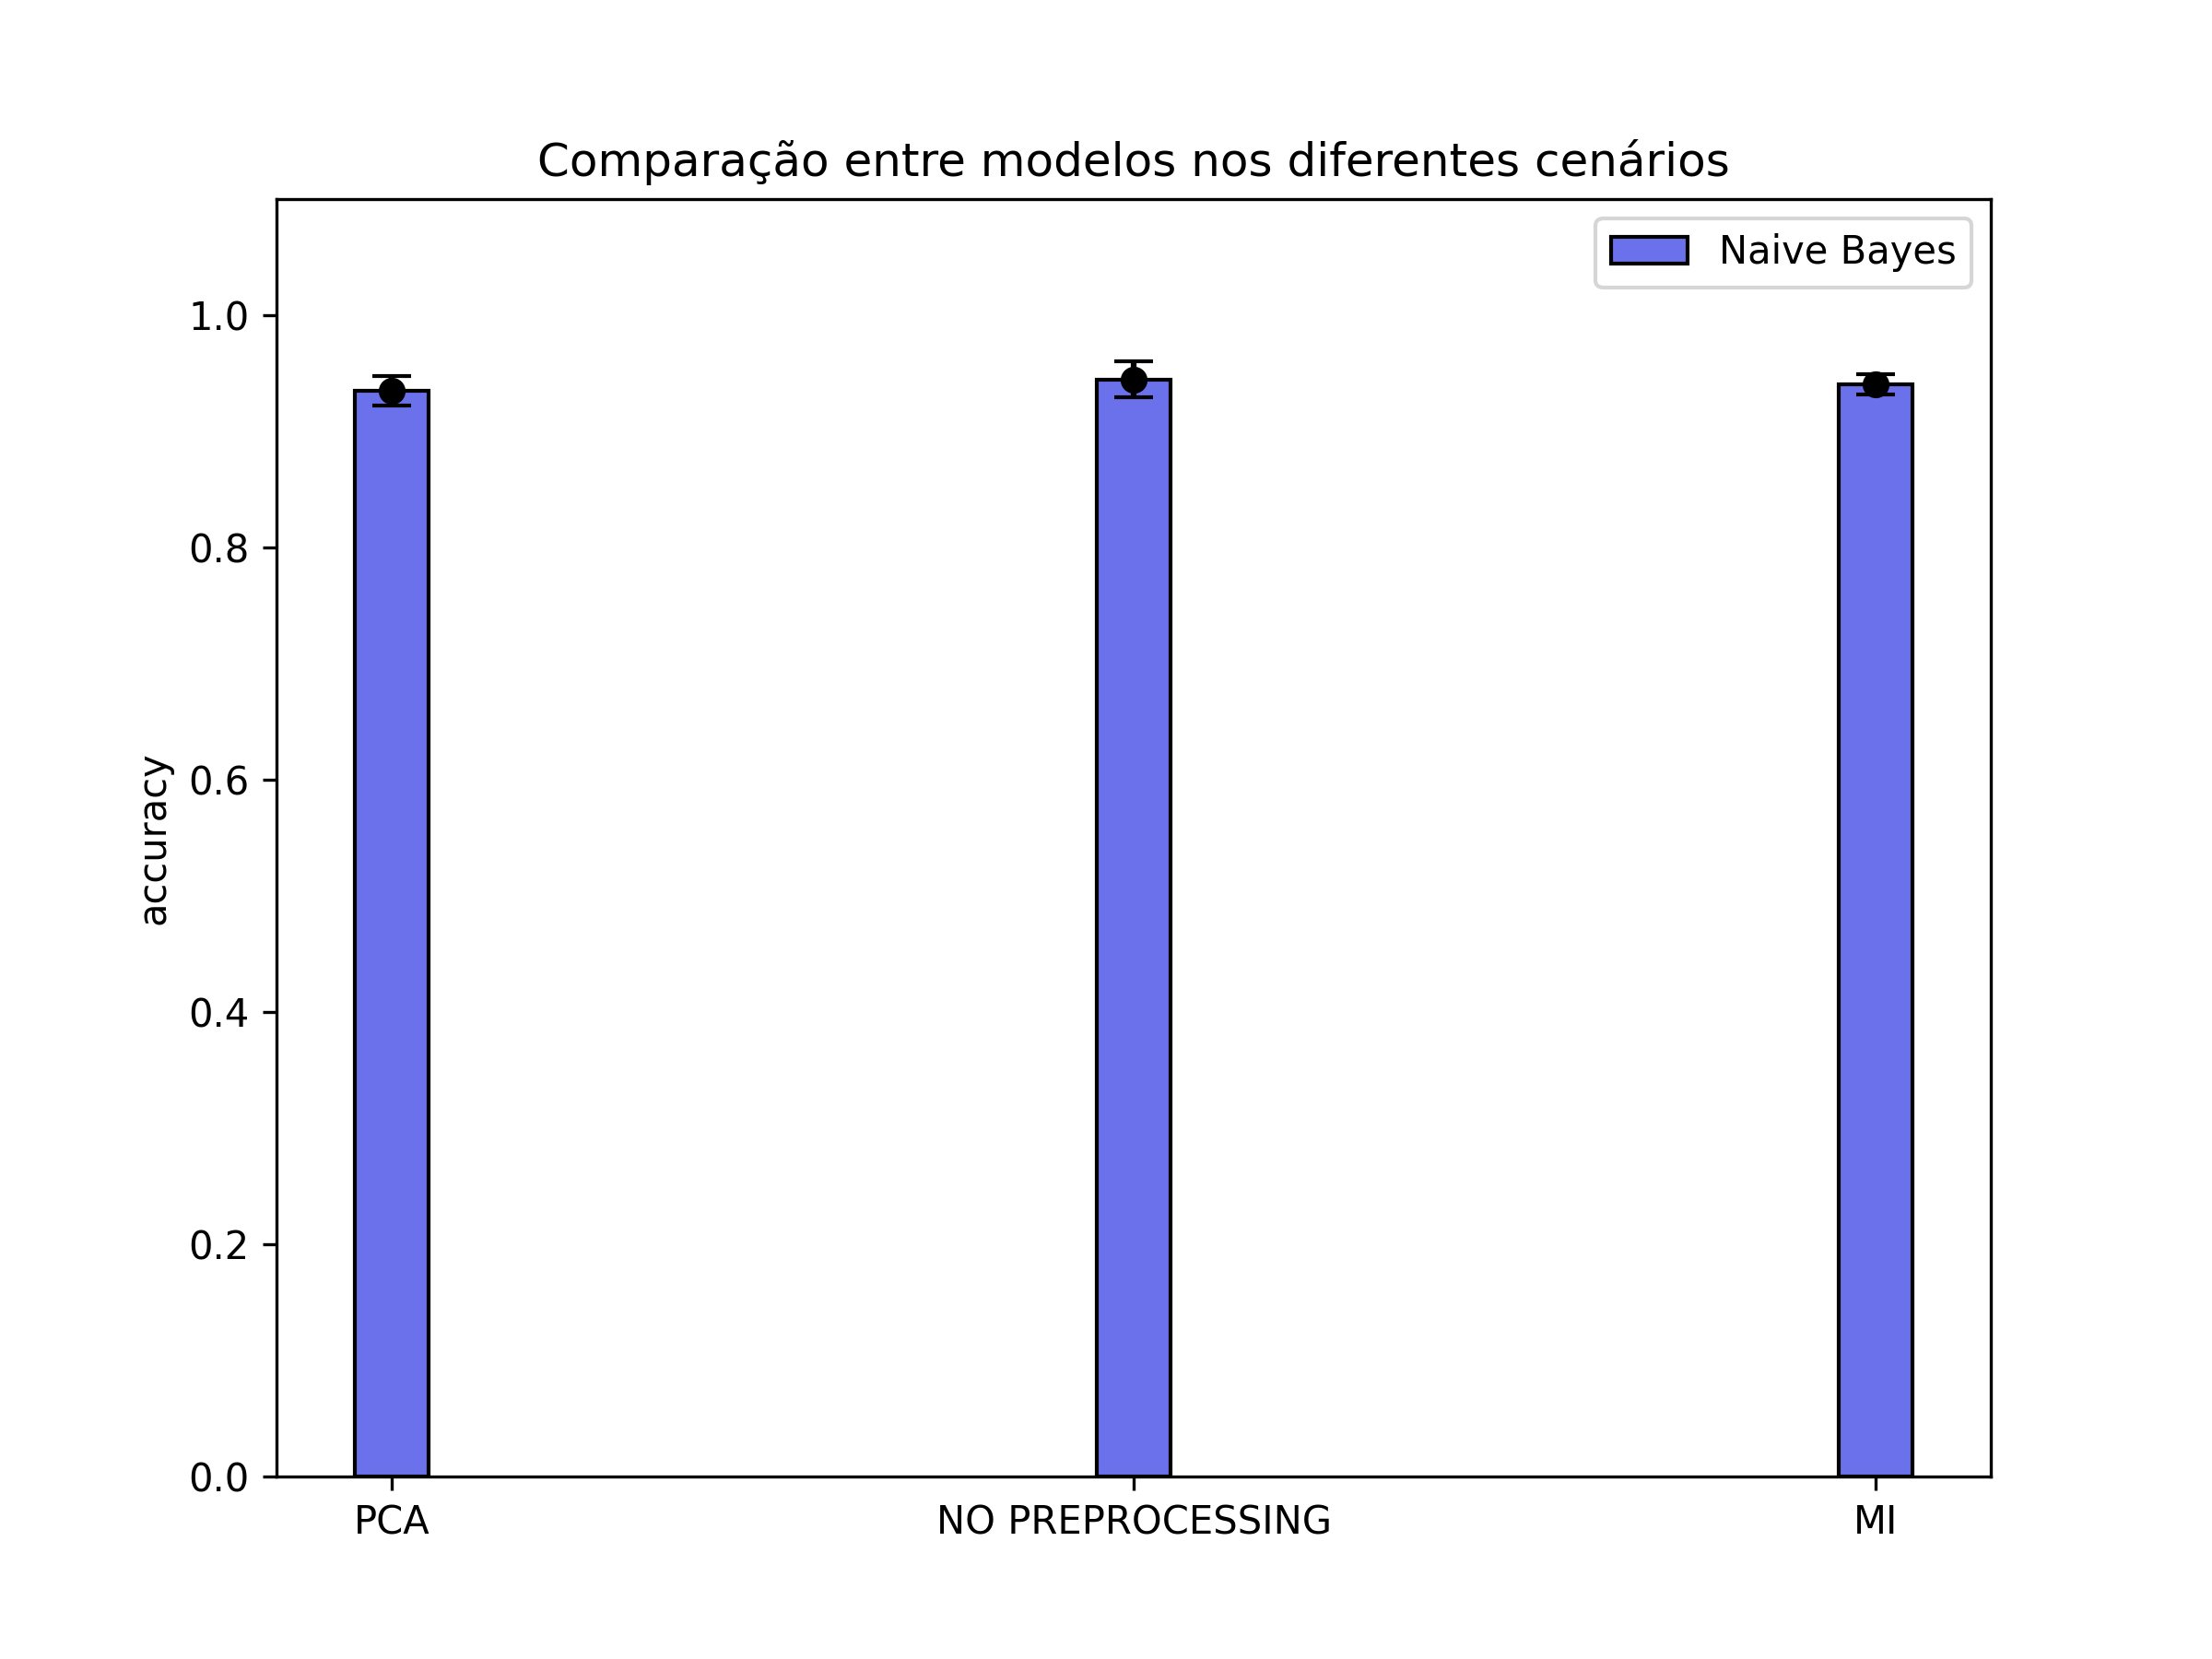 Comparação entre modelos nos diferentes cenários
Naive Bayes
accuracy
1.0
0.8
0.6
0.4
0.2
0.0
PCA
NO PREPROCESSING
MI